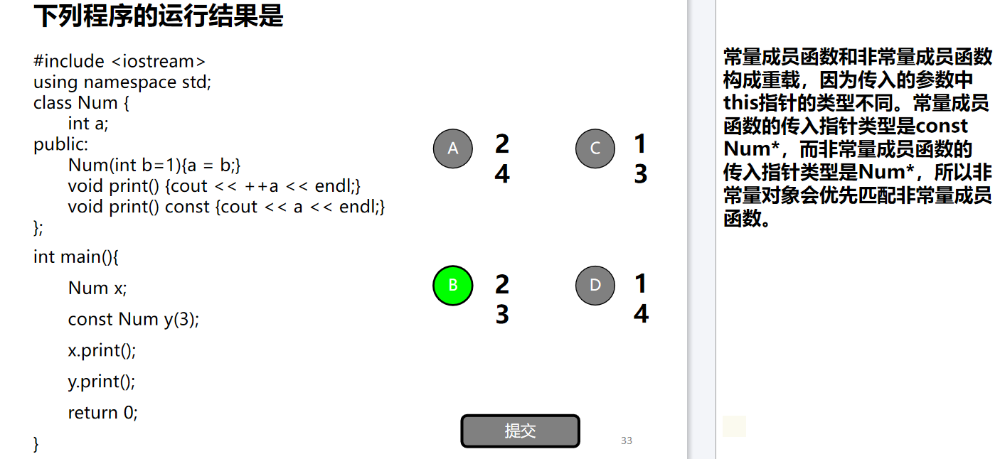 下列程序的运行结果是
#include <iostream>
using namespace std;
class Num {
int a;
public:
Num(int b=1){a = b;}
void print() {cout << ++a << endl;}
void print() const {cout << a << endl;}
};
int main(){
Num x;
const Num y(3);
x.print();
y.print();
return 0;
}
A
2
4
C
1
3
B
2
3
D
1
4
提交
33
常量成员函数和非常量成员函数
构成重载，因为传入的参数中
this指针的类型不同。常量成员
函数的传入指针类型是const
Num*，而非常量成员函数的
传入指针类型是Num*，所以非
常量对象会优先匹配非常量成员
函数。